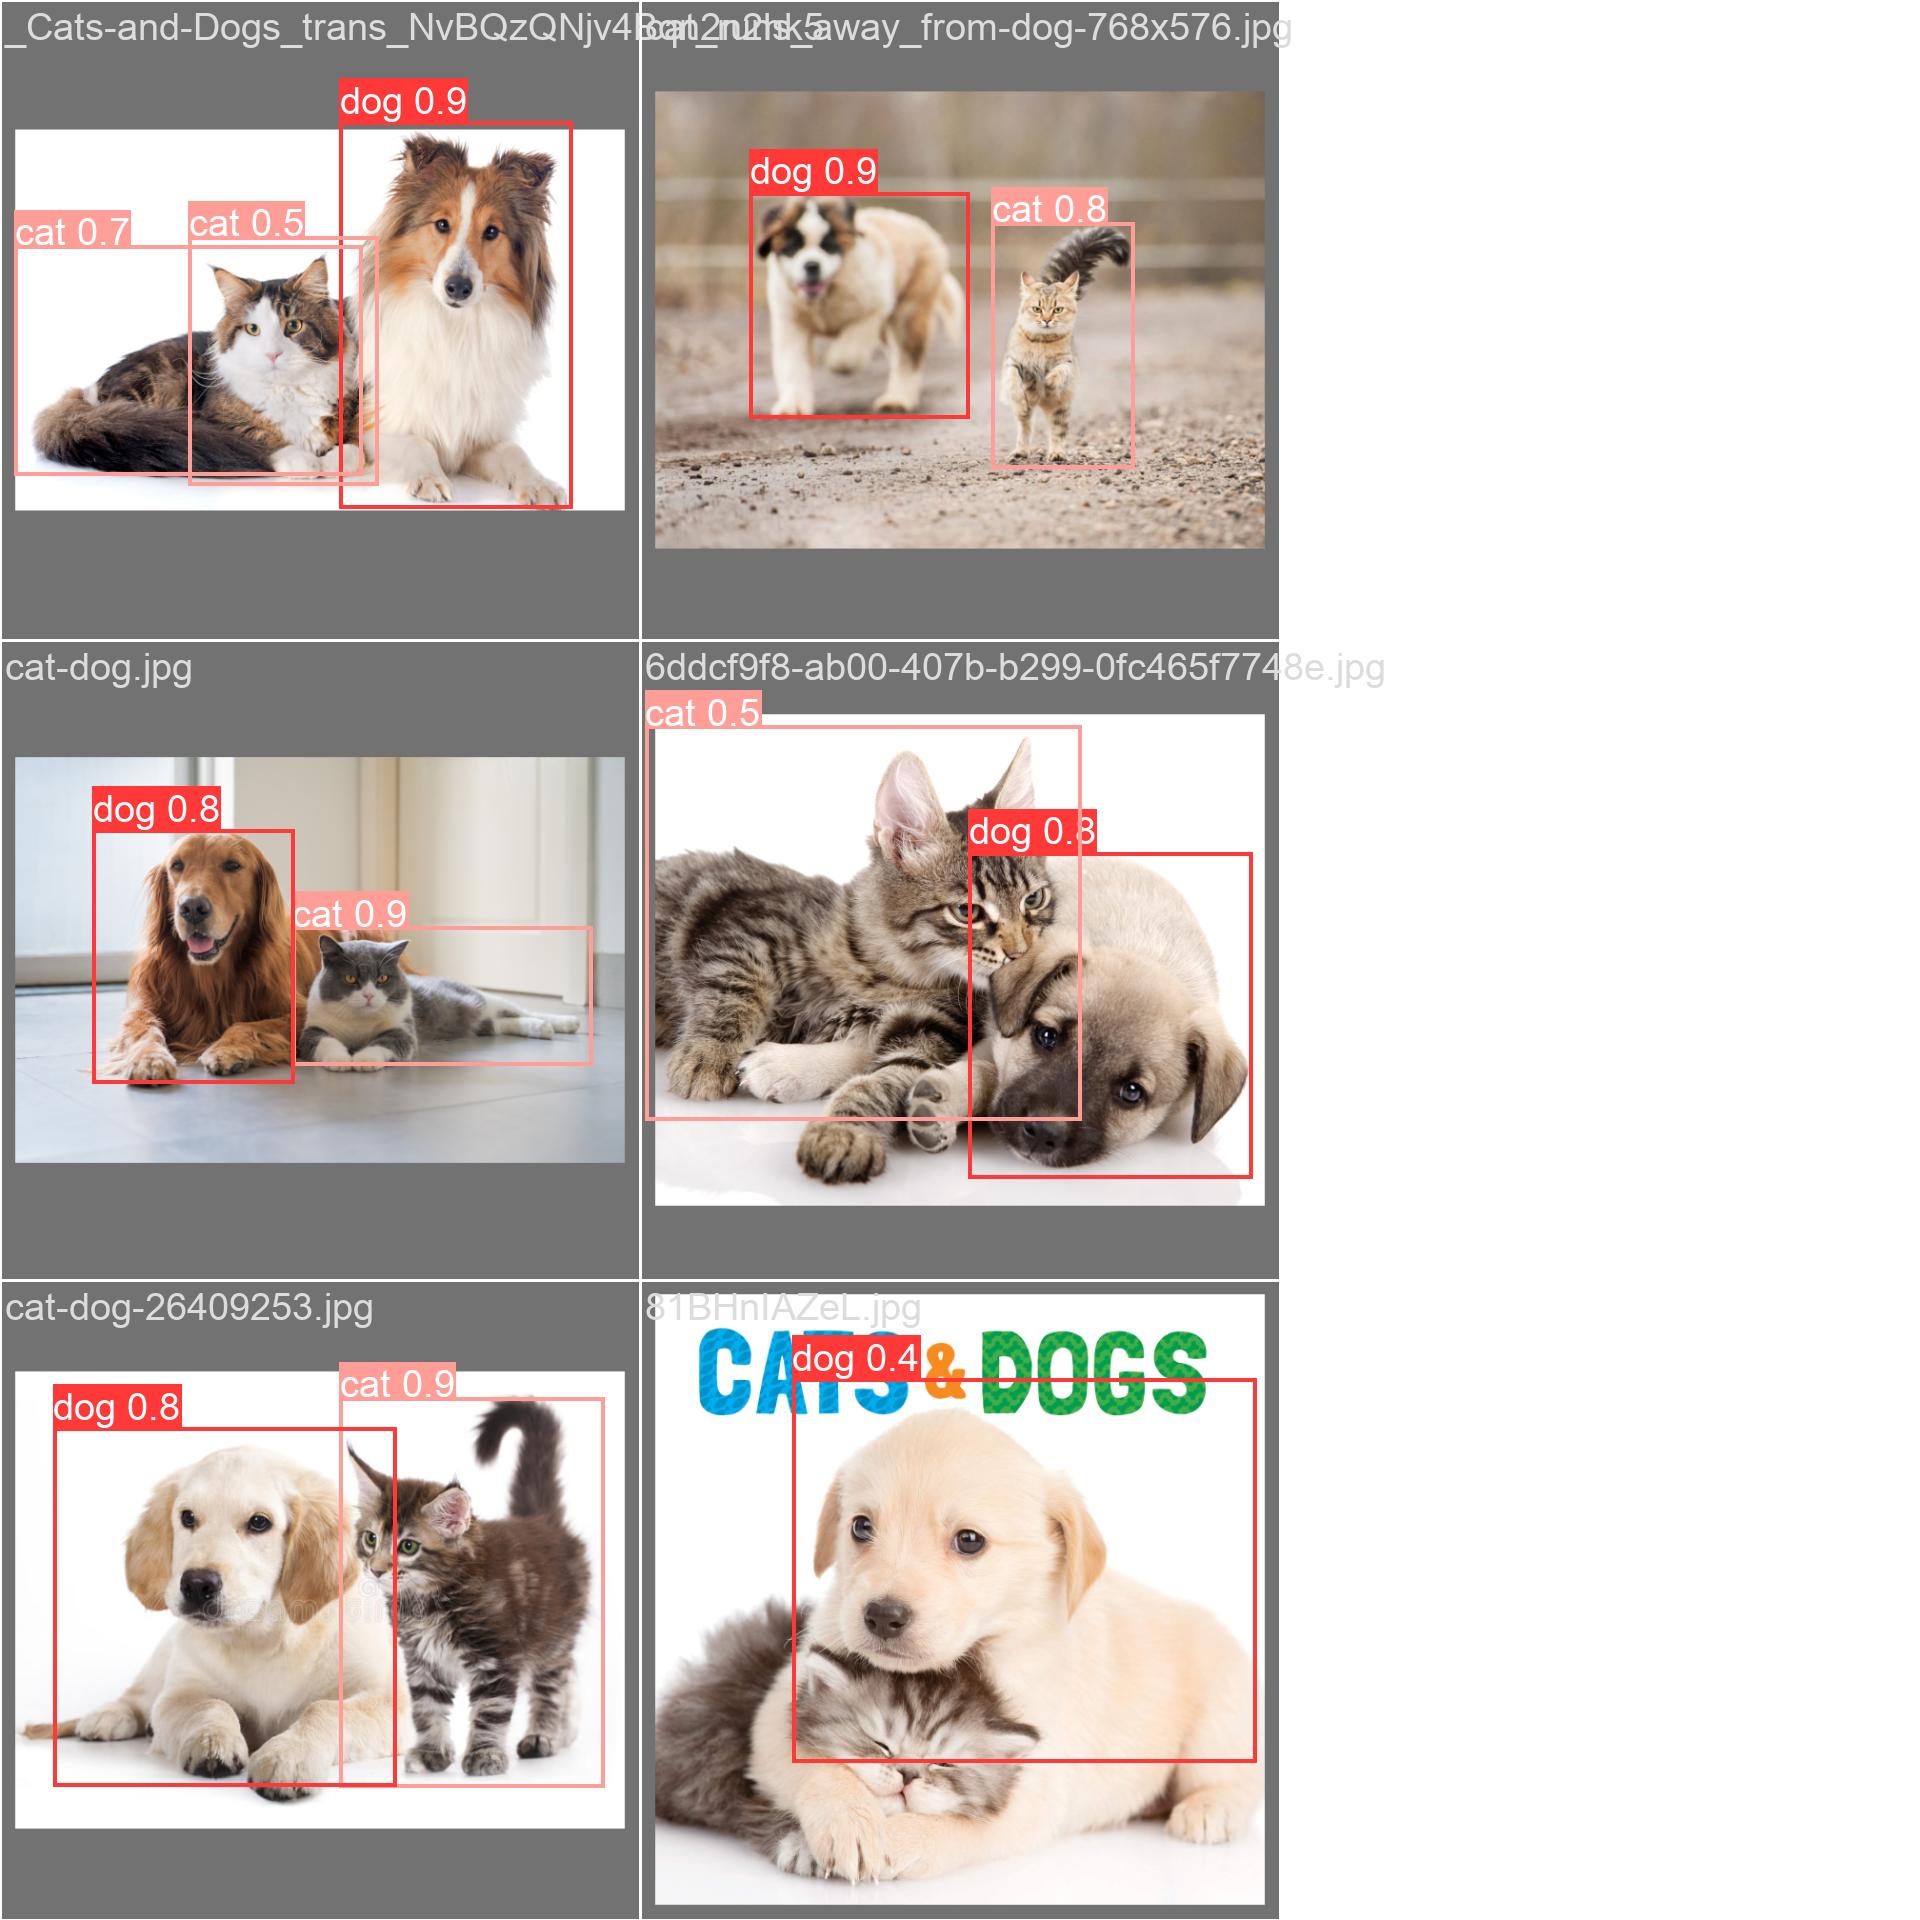 _Cats-and-Dogs_trans_NvBQzQNjv4Bqn2n2hk5
cat_runs_away_from-dog-768x576.jpg
dog 0.9
cat 0.7
cat 0.5
dog 0.9
cat 0.8
cat-dog.jpg
6ddcf9f8-ab00-407b-b299-0fc465f7748e.jpg
dog 0.8
cat 0.9
cat 0.5
dog 0.8
cat-dog-26409253.jpg
81BHnIAZeL.jpg
dog 0.8
cat 0.9
CATS & DOGS
dog 0.4